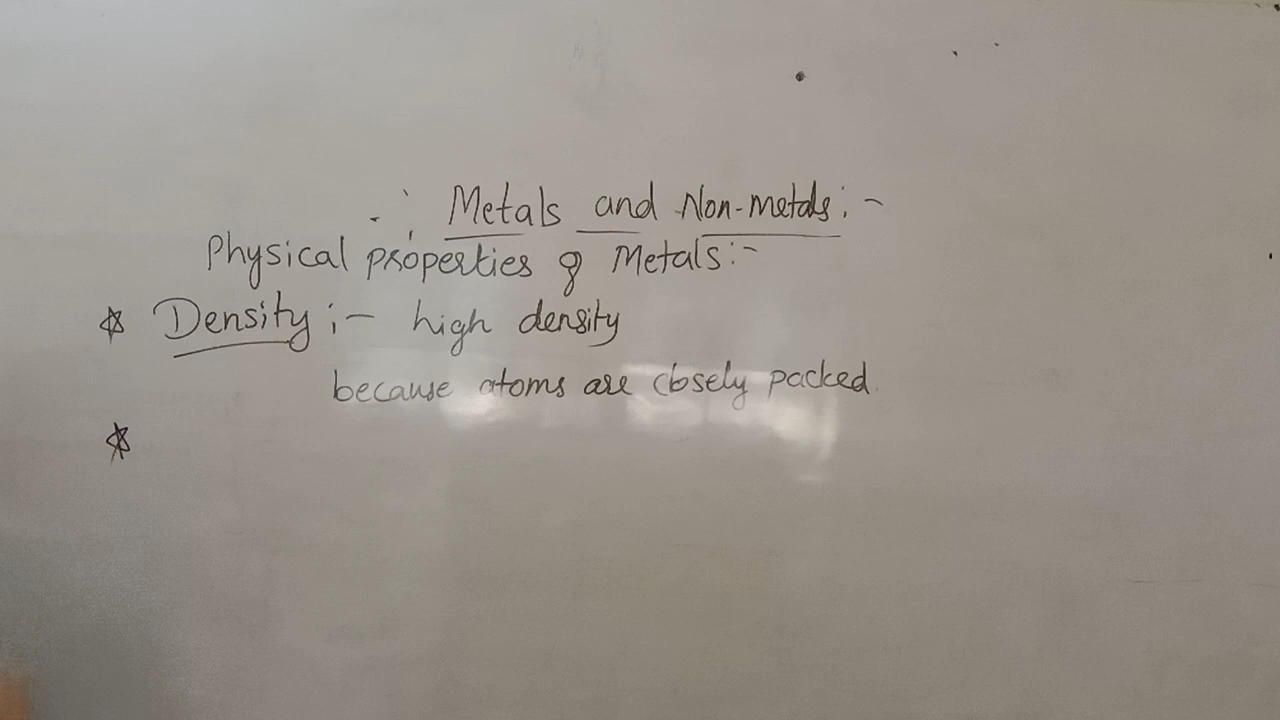 Metals and Non-metals :-
Physical properties of Metals :-
☆ Density :- high density
because atoms are closely packed.
☆